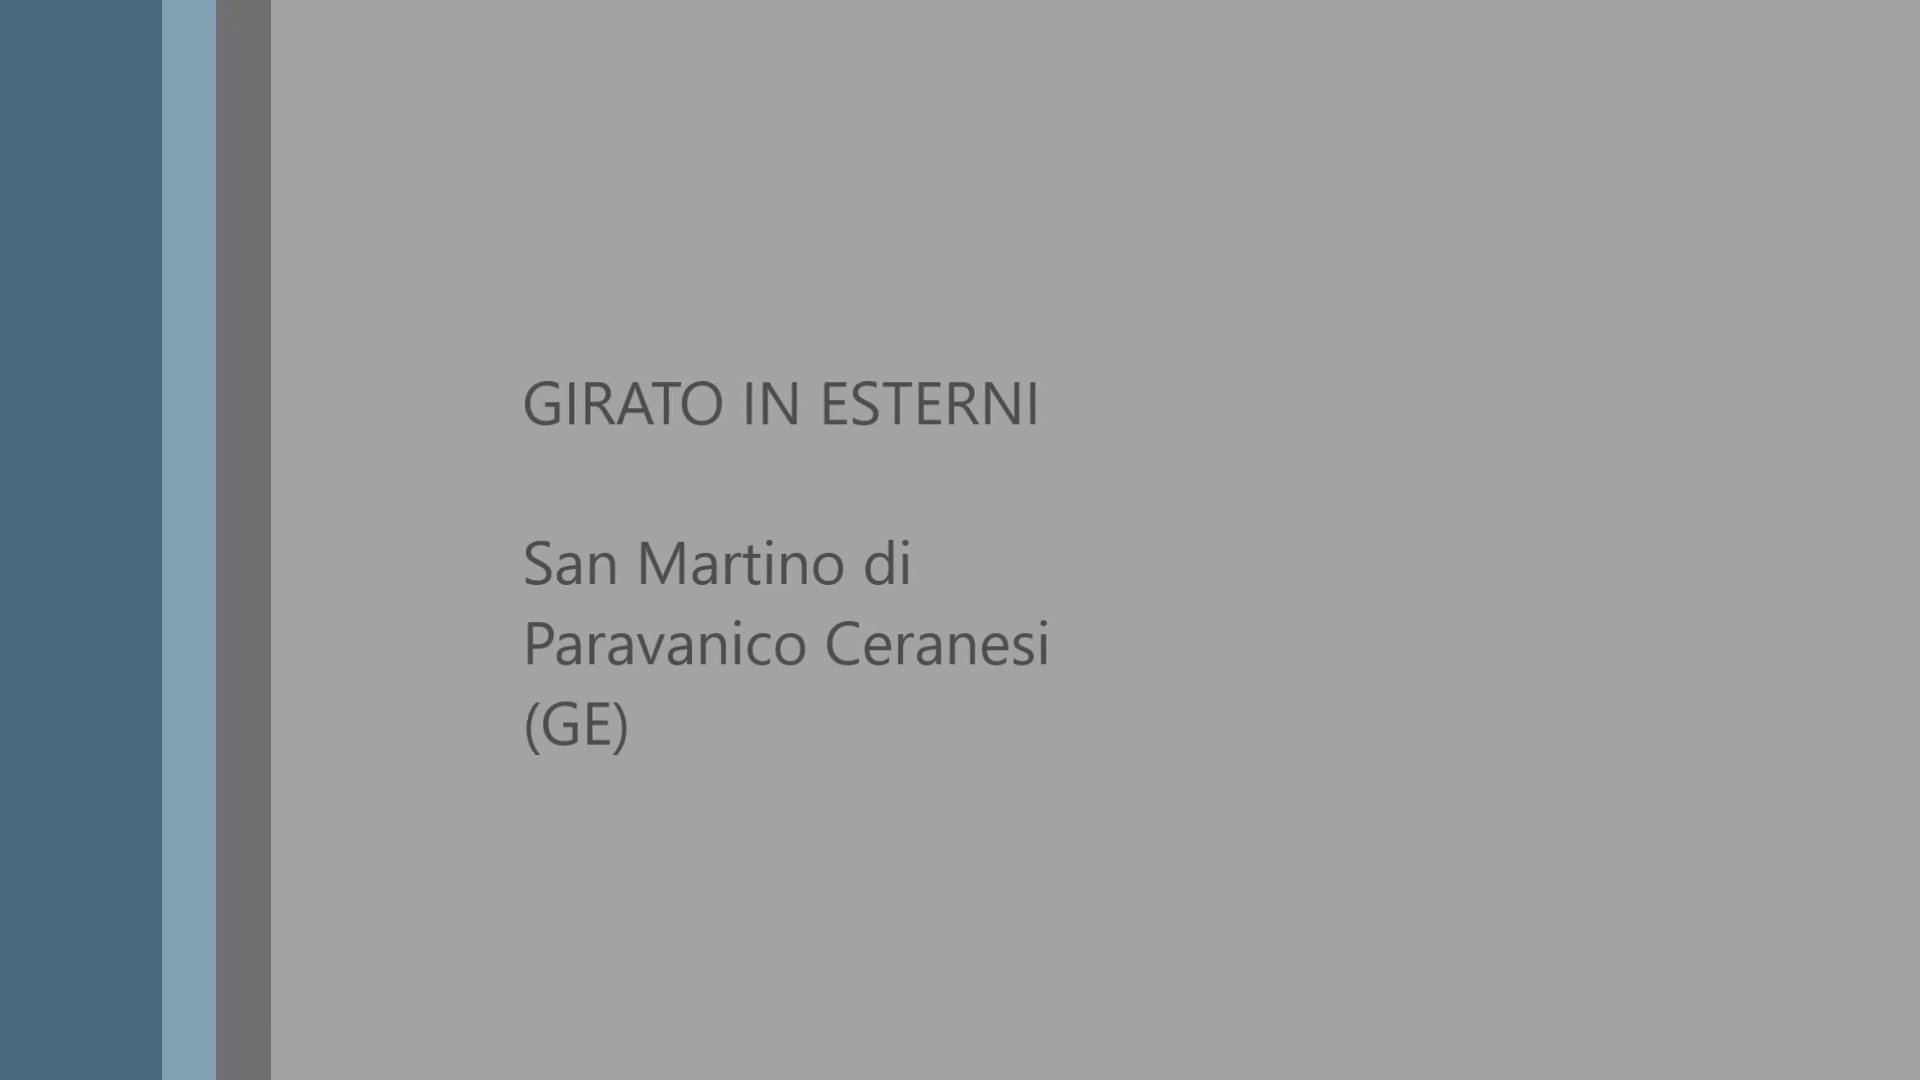 GIRATO IN ESTERNI
San Martino di
Paravanico Ceranesi
(GE)